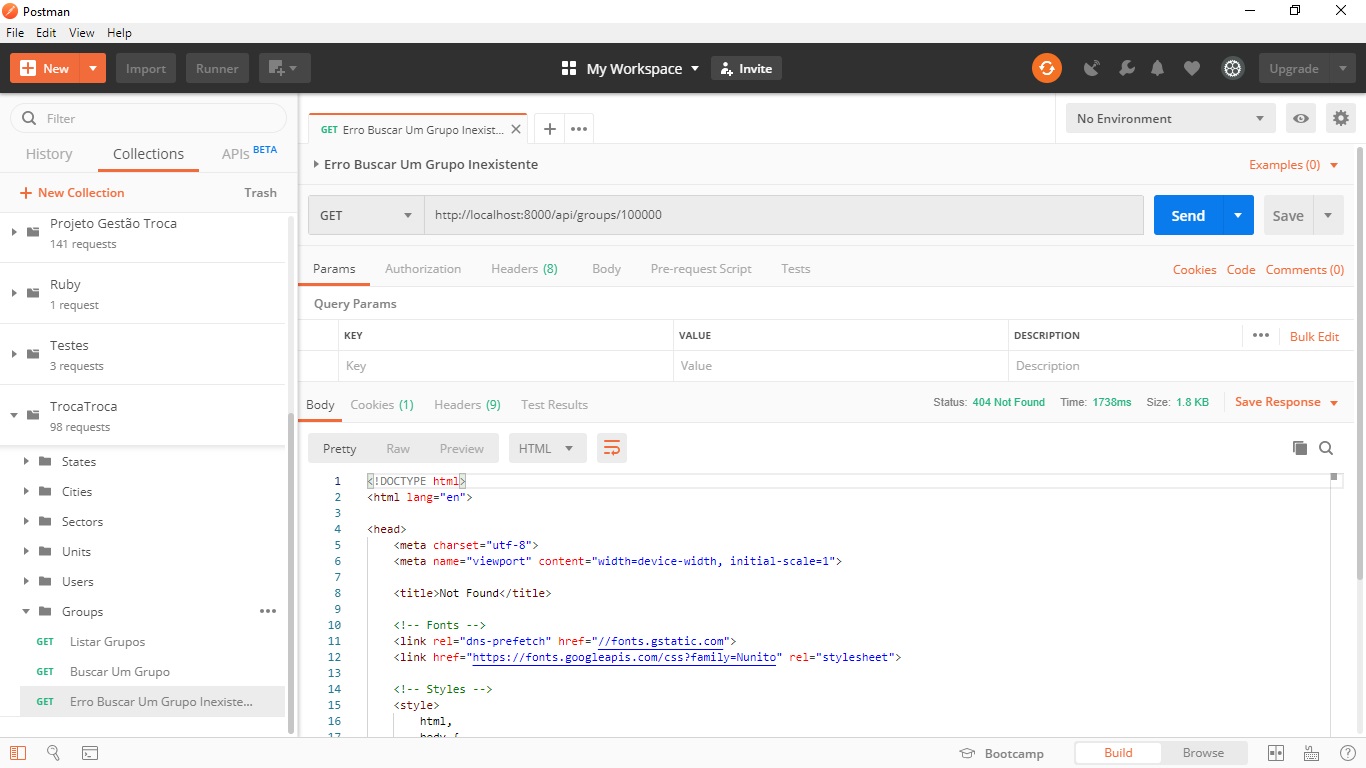 Postman
File Edit View Help
New Import Runner My Workspace Invite Upgrade
Filter
History Collections APIs BETA
New Collection Trash
Projeto Gestão Troca
141 requests
Ruby
1 request
Testes
3 requests
TrocaTroca
98 requests
States
Cities
Sectors
Units
Users
Groups
GET Listar Grupos
GET Buscar Um Grupo
GET Erro Buscar Um Grupo Inexiste...
GET Erro Buscar Um Grupo Inexist...
No Environment
Erro Buscar Um Grupo Inexistente
Examples (0)
GET http://localhost:8000/api/groups/100000 Send Save
Params Authorization Headers (8) Body Pre-request Script Tests Cookies Code Comments (0)
Query Params
KEY VALUE DESCRIPTION Bulk Edit
Key Value Description
Body Cookies (1) Headers (9) Test Results Status: 404 Not Found Time: 1738ms Size: 1.8 KB Save Response
Pretty Raw Preview HTML
1 <!DOCTYPE html>
2 <html lang="en">
3
4 <head>
5 <meta charset="utf-8">
6 <meta name="viewport" content="width=device-width, initial-scale=1">
7
8 <title>Not Found</title>
9
10 <!-- Fonts -->
11 <link rel="dns-prefetch" href="//fonts.gstatic.com">
12 <link href="https://fonts.googleapis.com/css?family=Nunito" rel="stylesheet">
13
14 <!-- Styles -->
15 <style>
16 html,
17 body {
Bootcamp Build Browse